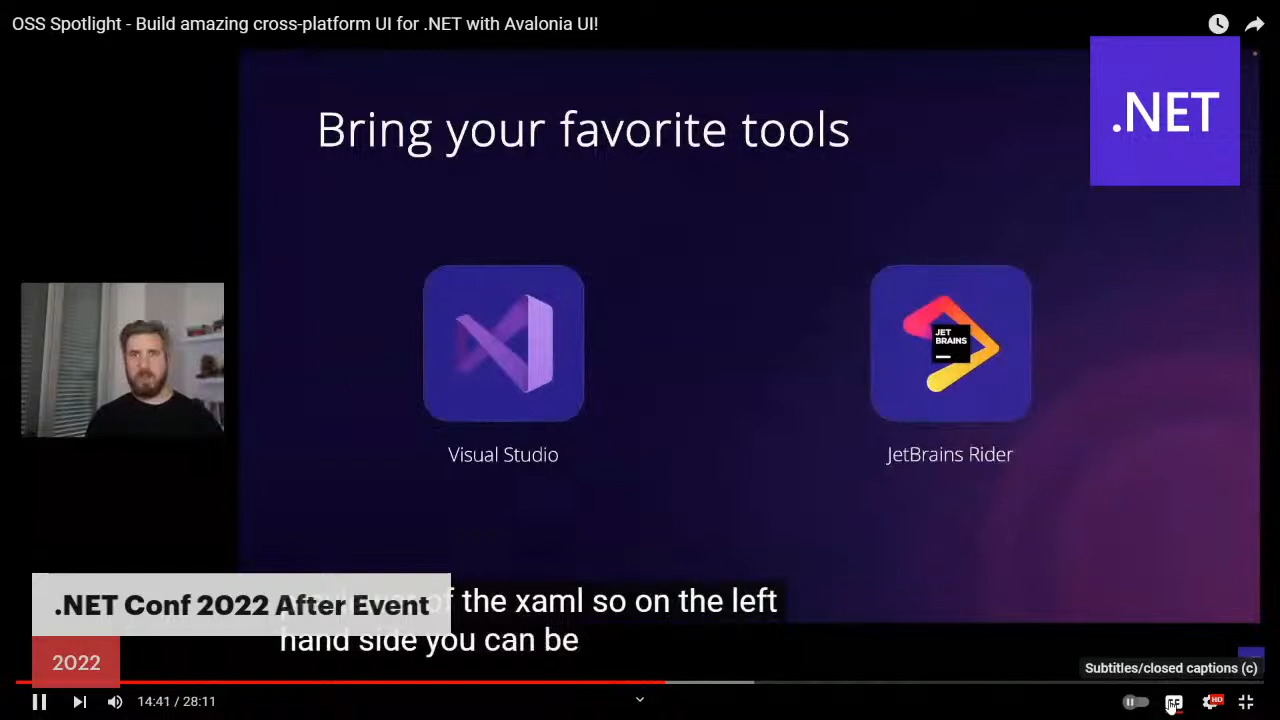 OSS Spotlight - Build amazing cross-platform UI for .NET with Avalonia UI!
.NET
Bring your favorite tools
JET
BRAINS
Visual Studio
JetBrains Rider
.NET Conf 2022 After Event
of the xaml so on the left
hand side you can be
2022
Subtitles/closed captions (c)
14:41 / 28:11
HD